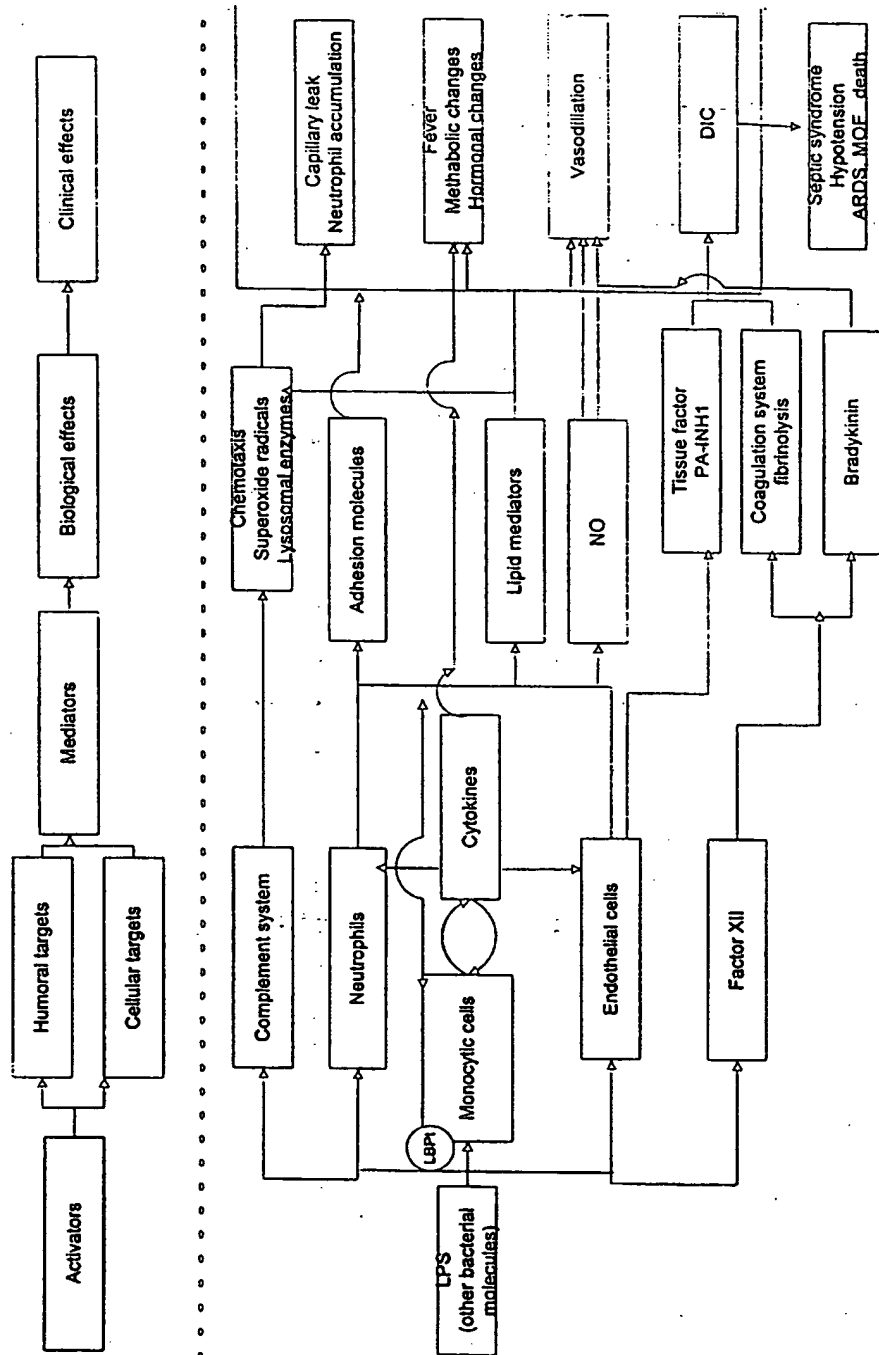 Activators
Humoral targets
Cellular targets
Mediators
Biological effects
Clinical effects
LPS
(other bacterial
molecules)
LBPt
Complement system
Neutrophils
Monocytic cells
Cytokines
Endothelial cells
Factor XII
Chemotaxis
Superoxide radicals
Lysosomal enzymes
Adhesion molecules
Lipid mediators
NO
Tissue factor
PA-INH1
Coagulation system
fibrinolysis
Bradykinin
Capillary leak
Neutrophil accumulation
Fever
Methabolic changes
Hormonal changes
Vasodillation
DIC
Septic syndrome
Hypotension
ARDS, MOF, death